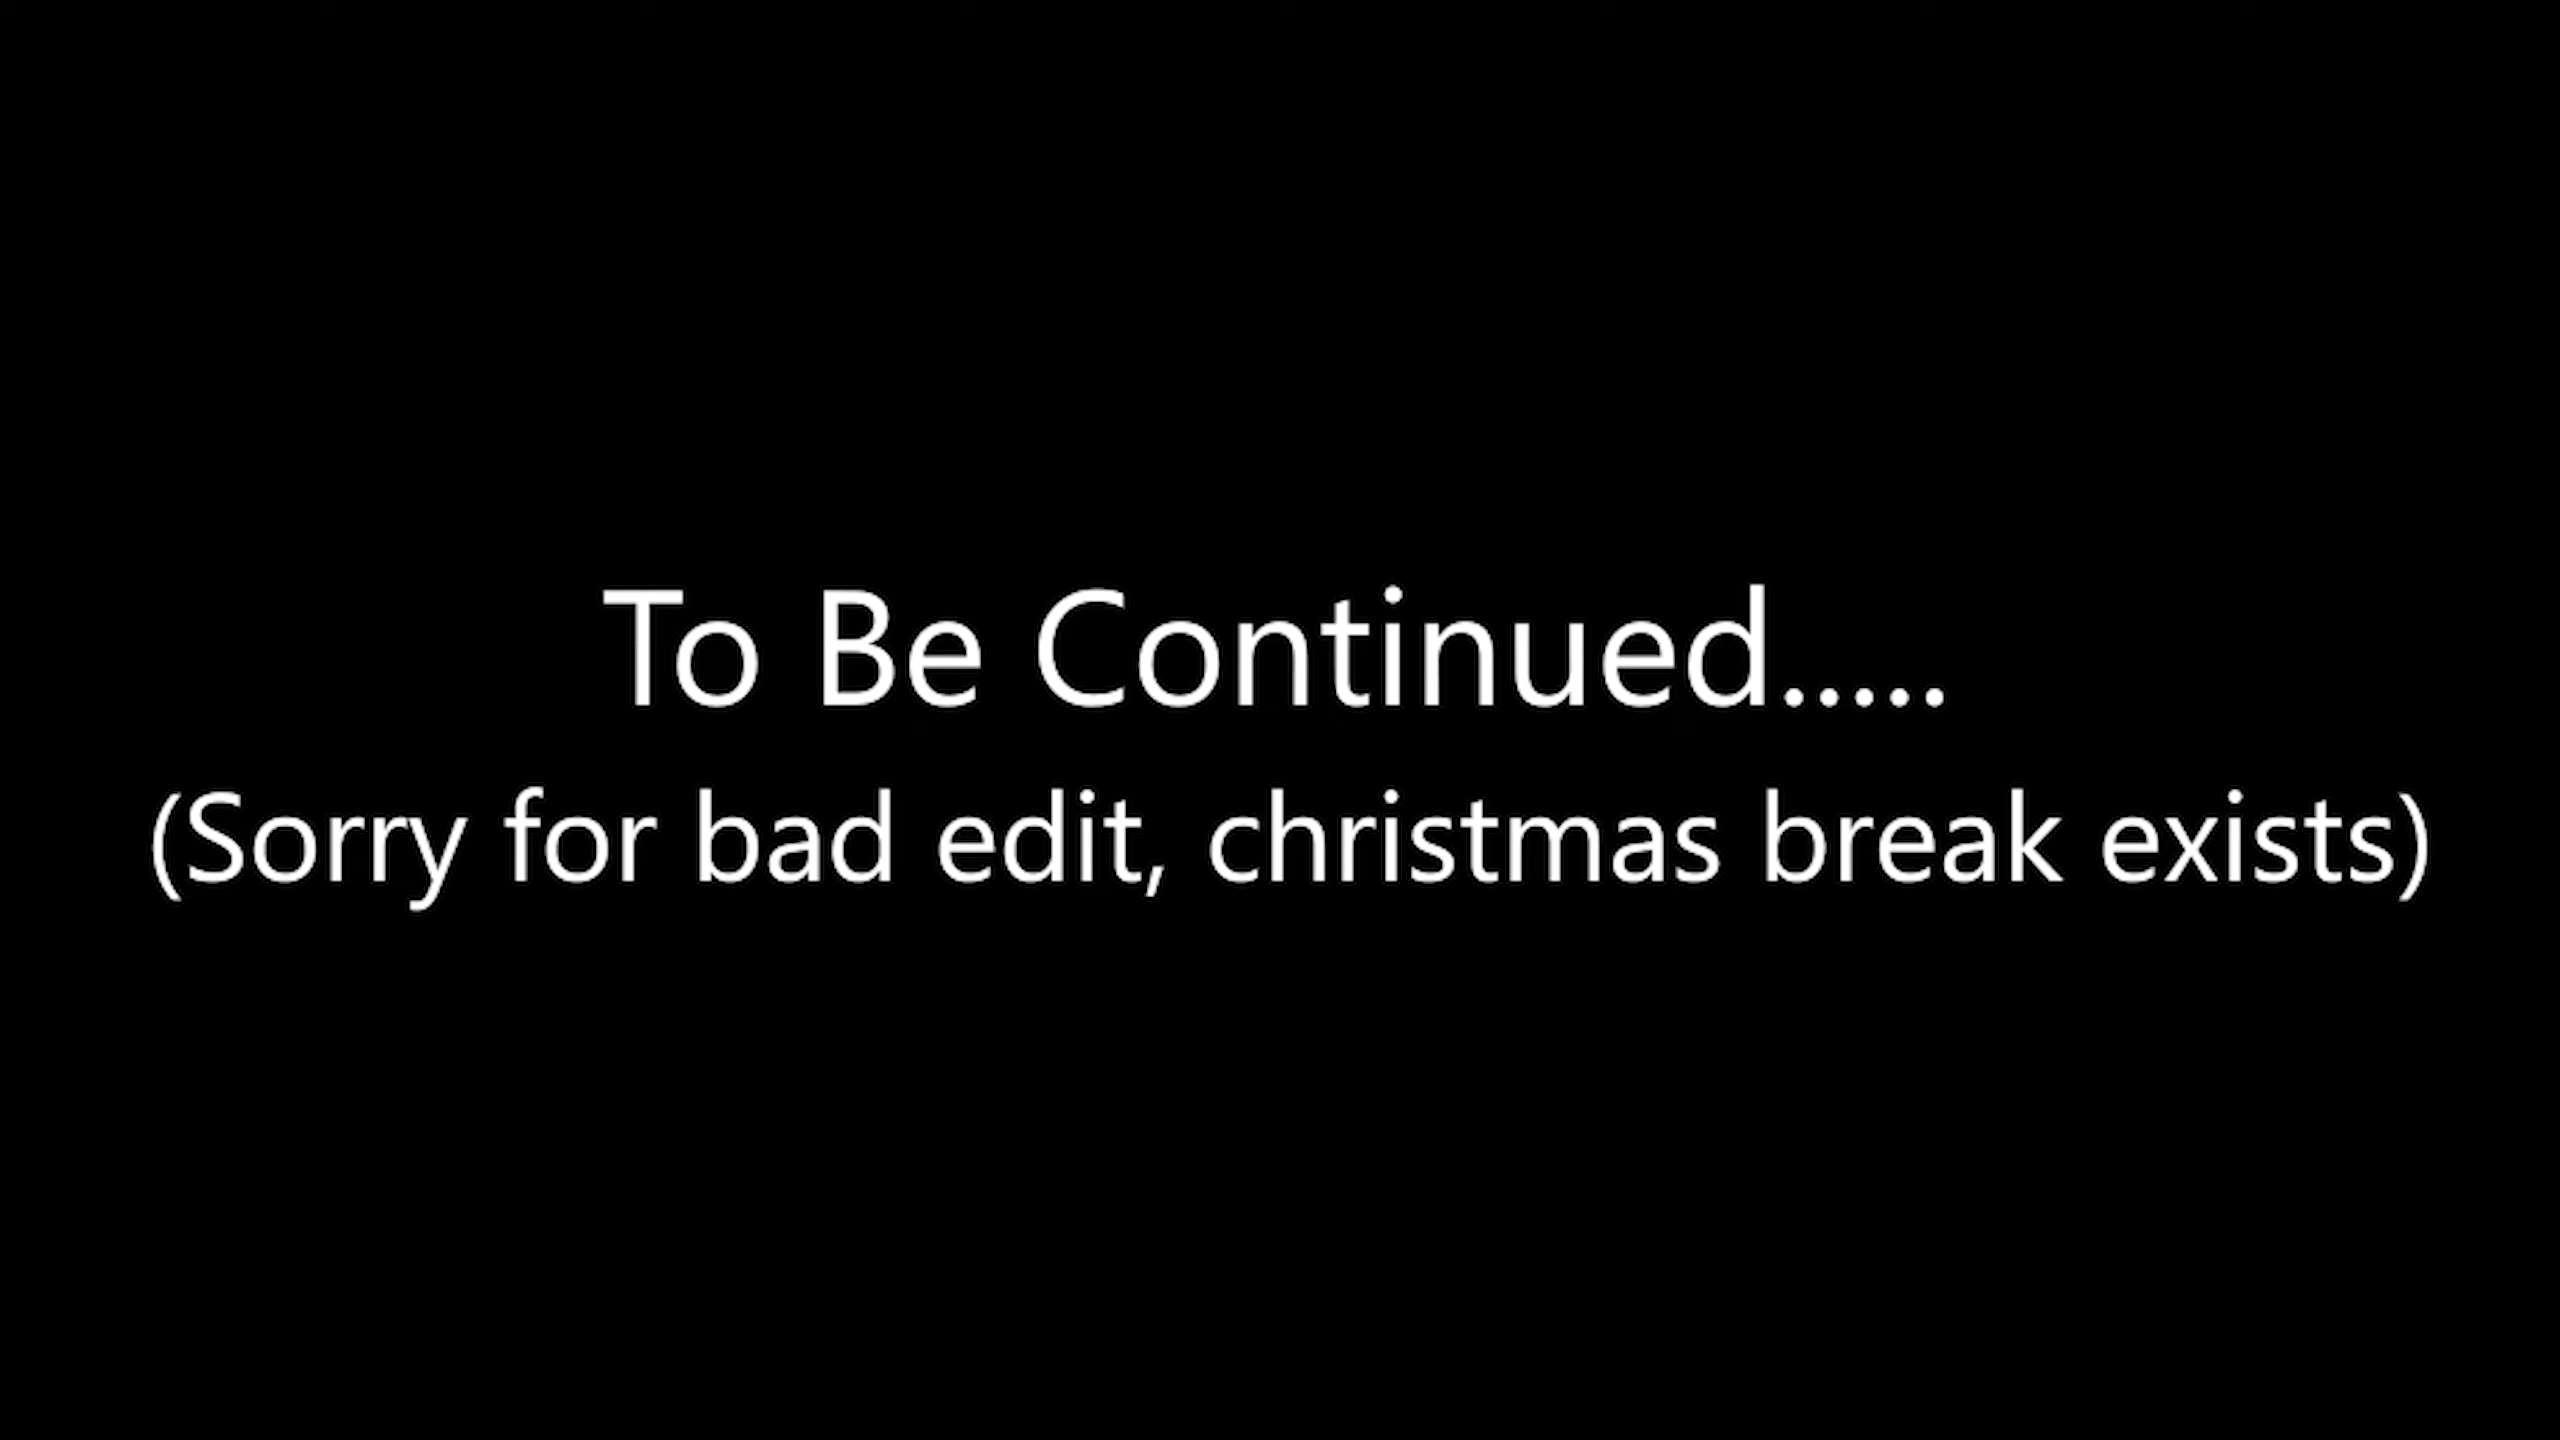 To Be Continued.....
(Sorry for bad edit, christmas break exists)